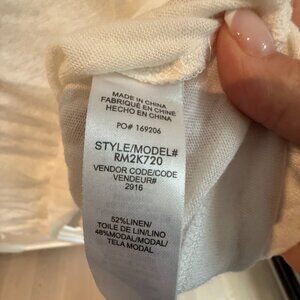 MADE IN CHINA
FABRIQUÉ EN CHINE
HECHO EN CHINA
PO# 169206
STYLE/MODEL#
RM2K720
VENDOR CODE/CODE
VENDEUR#
2916
52%LINEN/
TOILE DE LIN/LINO
48%MODAL/MODAL/
TELA MODAL